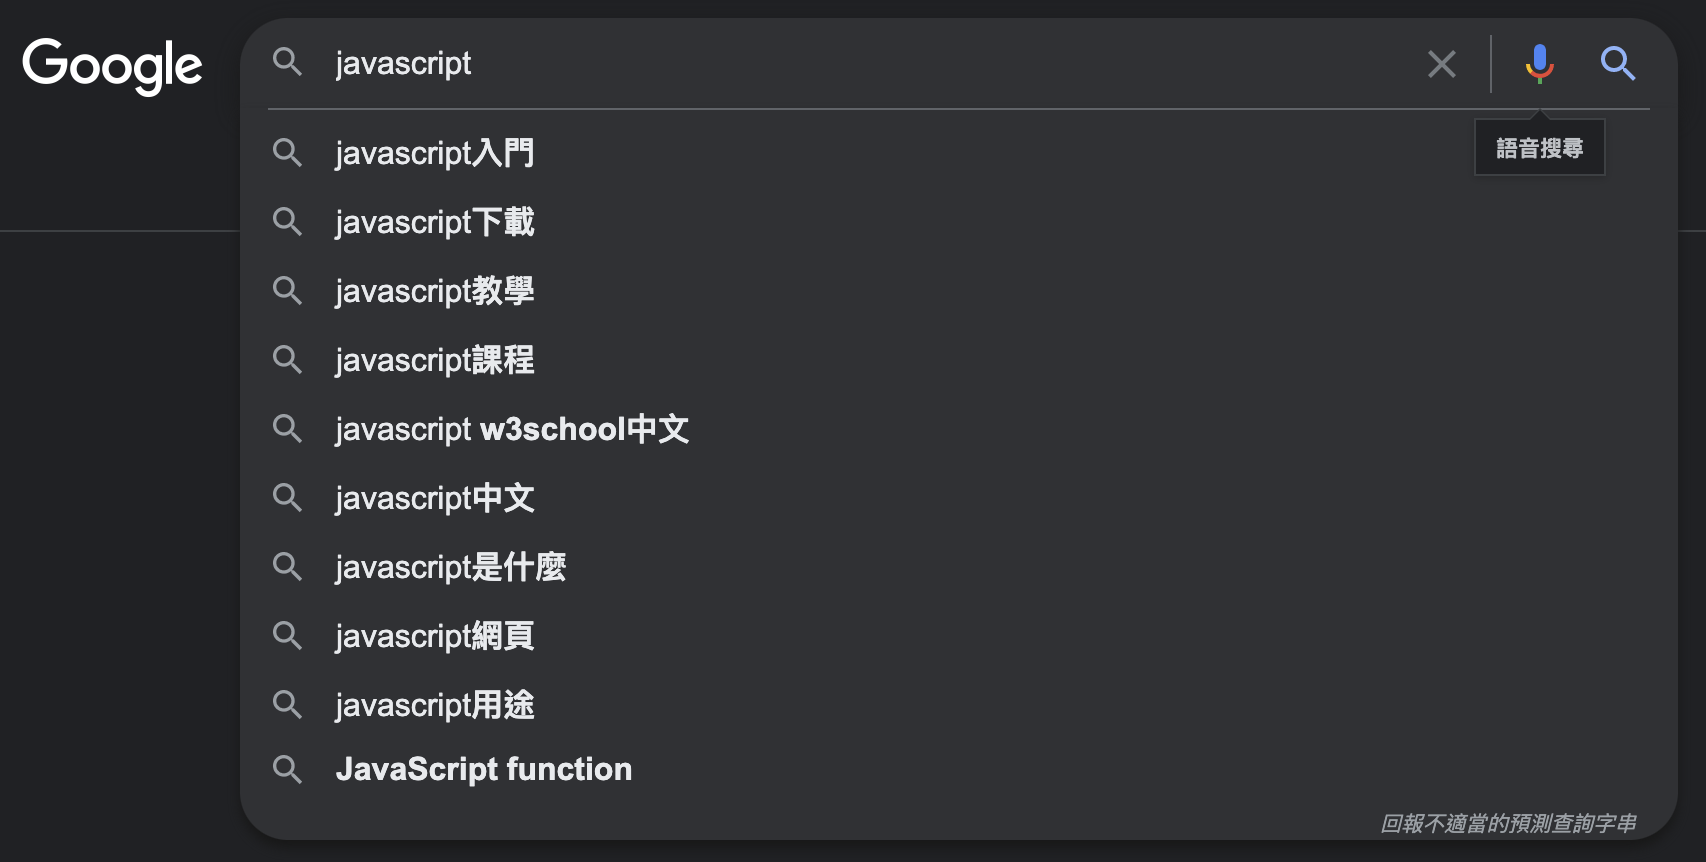 Google
javascript
語音搜尋
javascript入門
javascript下載
javascript教學
javascript課程
javascript w3school中文
javascript中文
javascript是什麼
javascript網頁
javascript用途
JavaScript function
回報不適當的預測查詢字串